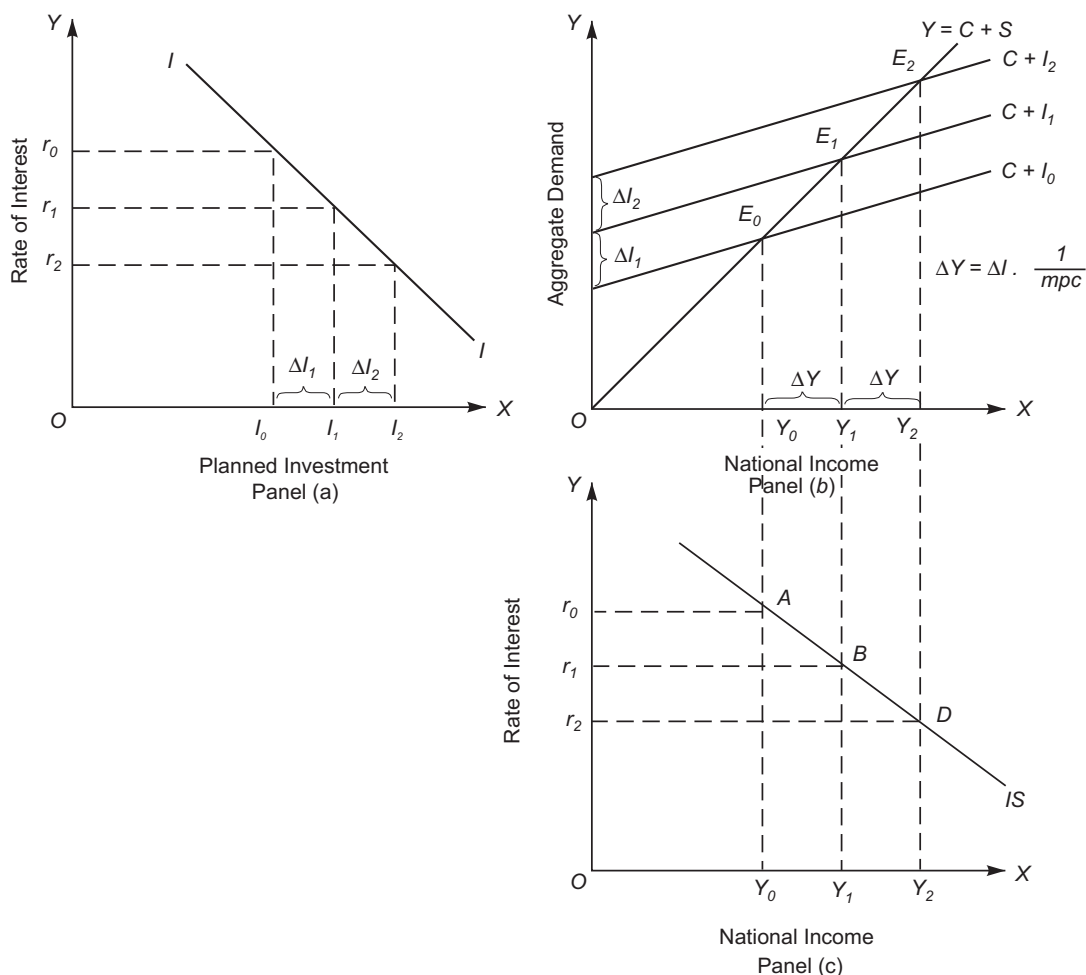 Y
I
Rate of Interest
r0
r1
r2
ΔI1
ΔI2
I
O
I0
I1
I2
X
Planned Investment
Panel (a)
Y
Y = C + S
E2
C + I2
E1
C + I1
E0
C + I0
Aggregate Demand
ΔI2
ΔI1
ΔY = ΔI . 1/mpc
ΔY
ΔY
O
Y0
Y1
Y2
X
National Income
Panel (b)
Y
Rate of Interest
r0
A
r1
B
r2
D
IS
O
Y0
Y1
Y2
X
National Income
Panel (c)